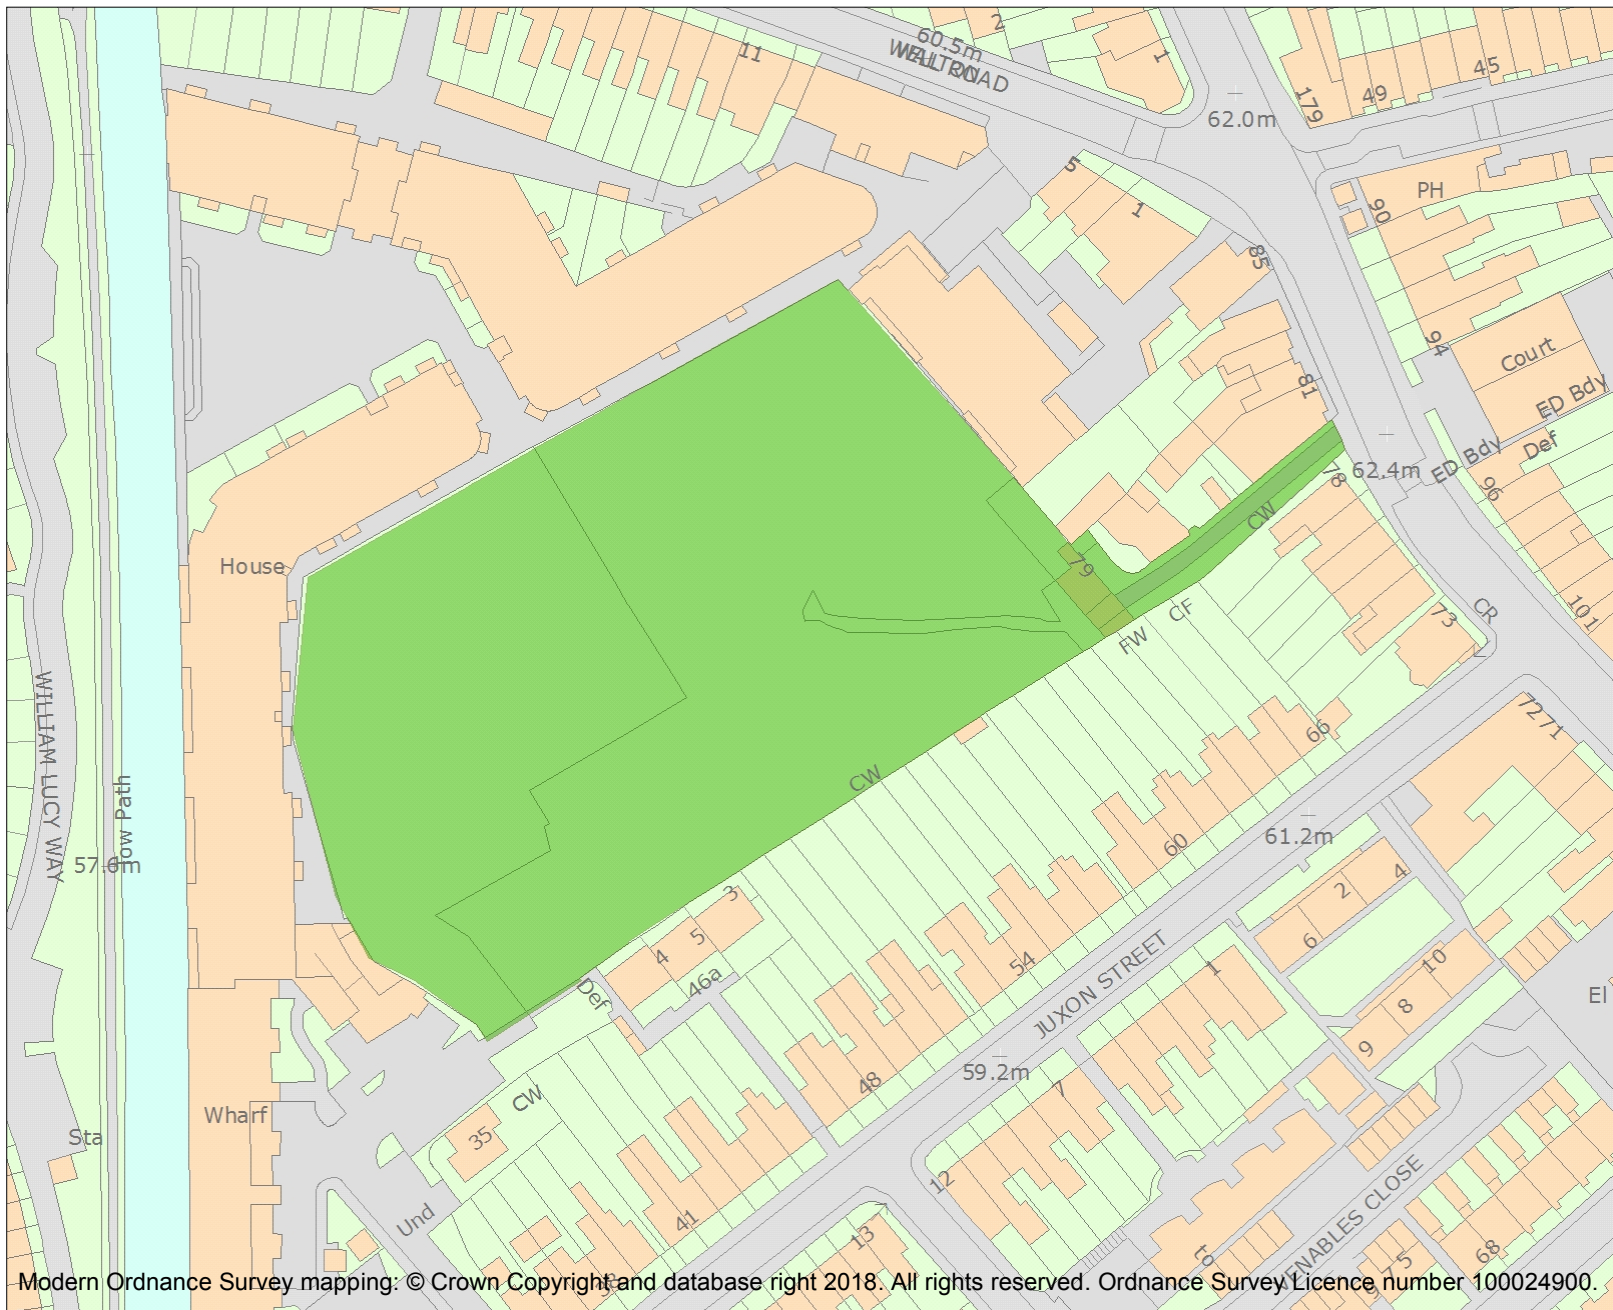 2
60.5m
11
WALTON
WELL ROAD
1
45
49
179
62.0m
5
1
PH
90
85
94
Court
ED Bdy
81
ED Bdy
Def
62.4m
78
96
CW
House
79
CF
FW
CR
101
73
WILLIAM LUCY WAY
Tow Path
57.6m
72 71
66
CW
60
61.2m
3
5
4
46a
4
2
6
10
8
9
Def
54
JUXON STREET
1
El
48
59.2m
7
CW
Wharf
Sta
35
12
Und
41
13
to
VENABLES CLOSE
68
75
38
Modern Ordnance Survey mapping: © Crown Copyright and database right 2018. All rights reserved. Ordnance Survey Licence number 100024900.